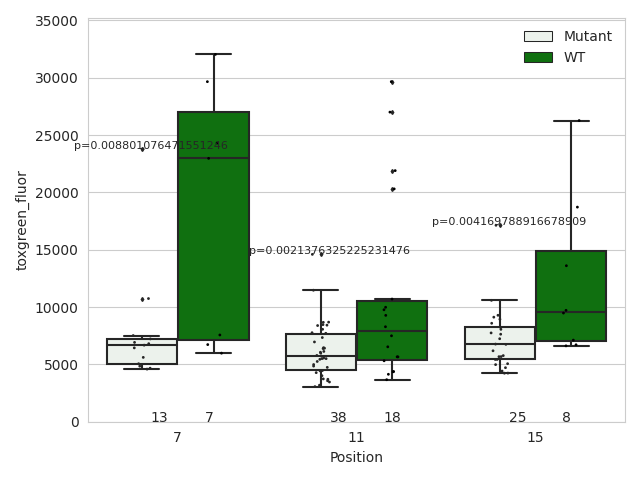 35000
Mutant
WT
30000
25000
p=0.008801076471551246
20000
p=0.004169788916678909
15000
p=0.0021376325225231476
10000
5000
0
13 7 38 18 25 8
7 11 15
Position
toxgreen_fluor